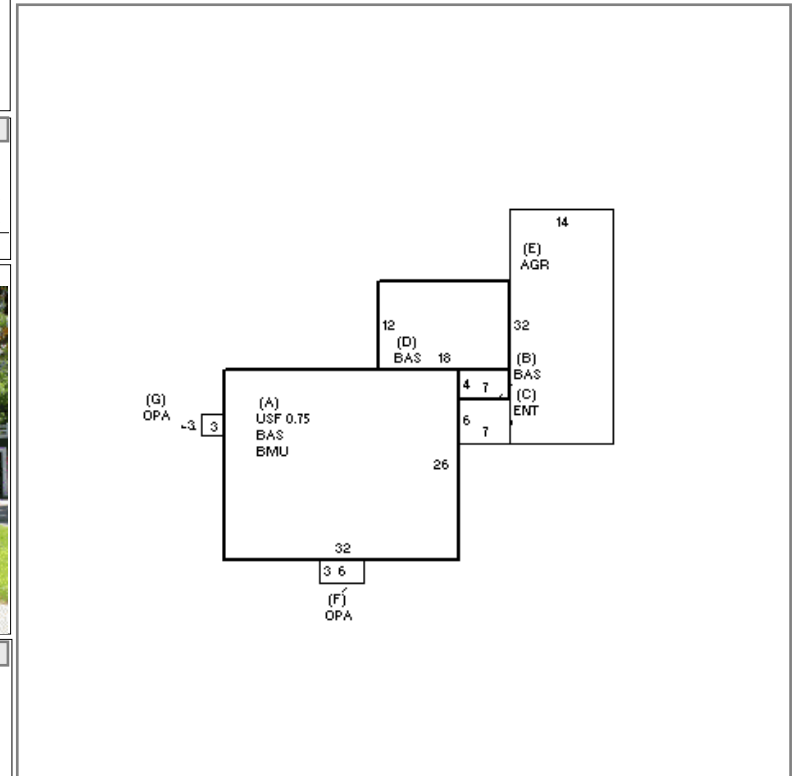 14
(E)
AGR
12
32
(D)
BAS 18
(B)
BAS
4 7
(C)
ENT
(G)
OPA
3 3
(A)
USF 0.75
BAS
BMU
6
7
26
32
3 6
(F)
OPA